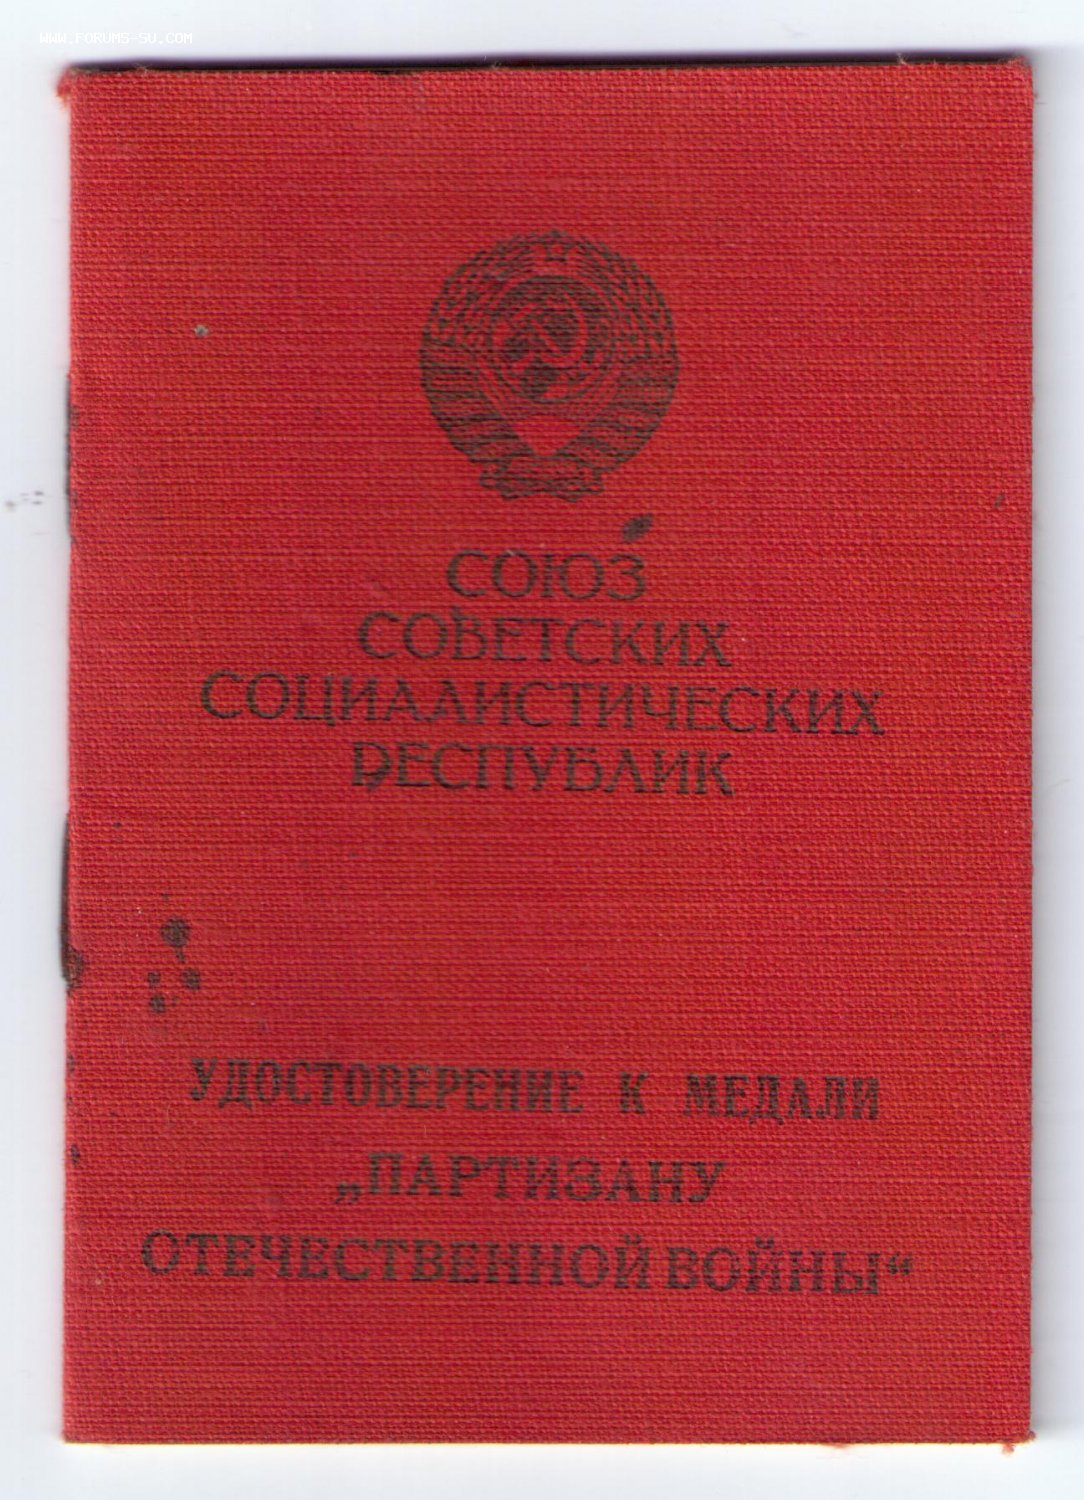 WWW.FORUMS-SU.COM
СОЮЗ
СОВЕТСКИХ
СОЦИАЛИСТИЧЕСКИХ
РЕСПУБЛИК
УДОСТОВЕРЕНИЕ К МЕДАЛИ
„ПАРТИЗАНУ
ОТЕЧЕСТВЕННОЙ ВОЙНЫ“